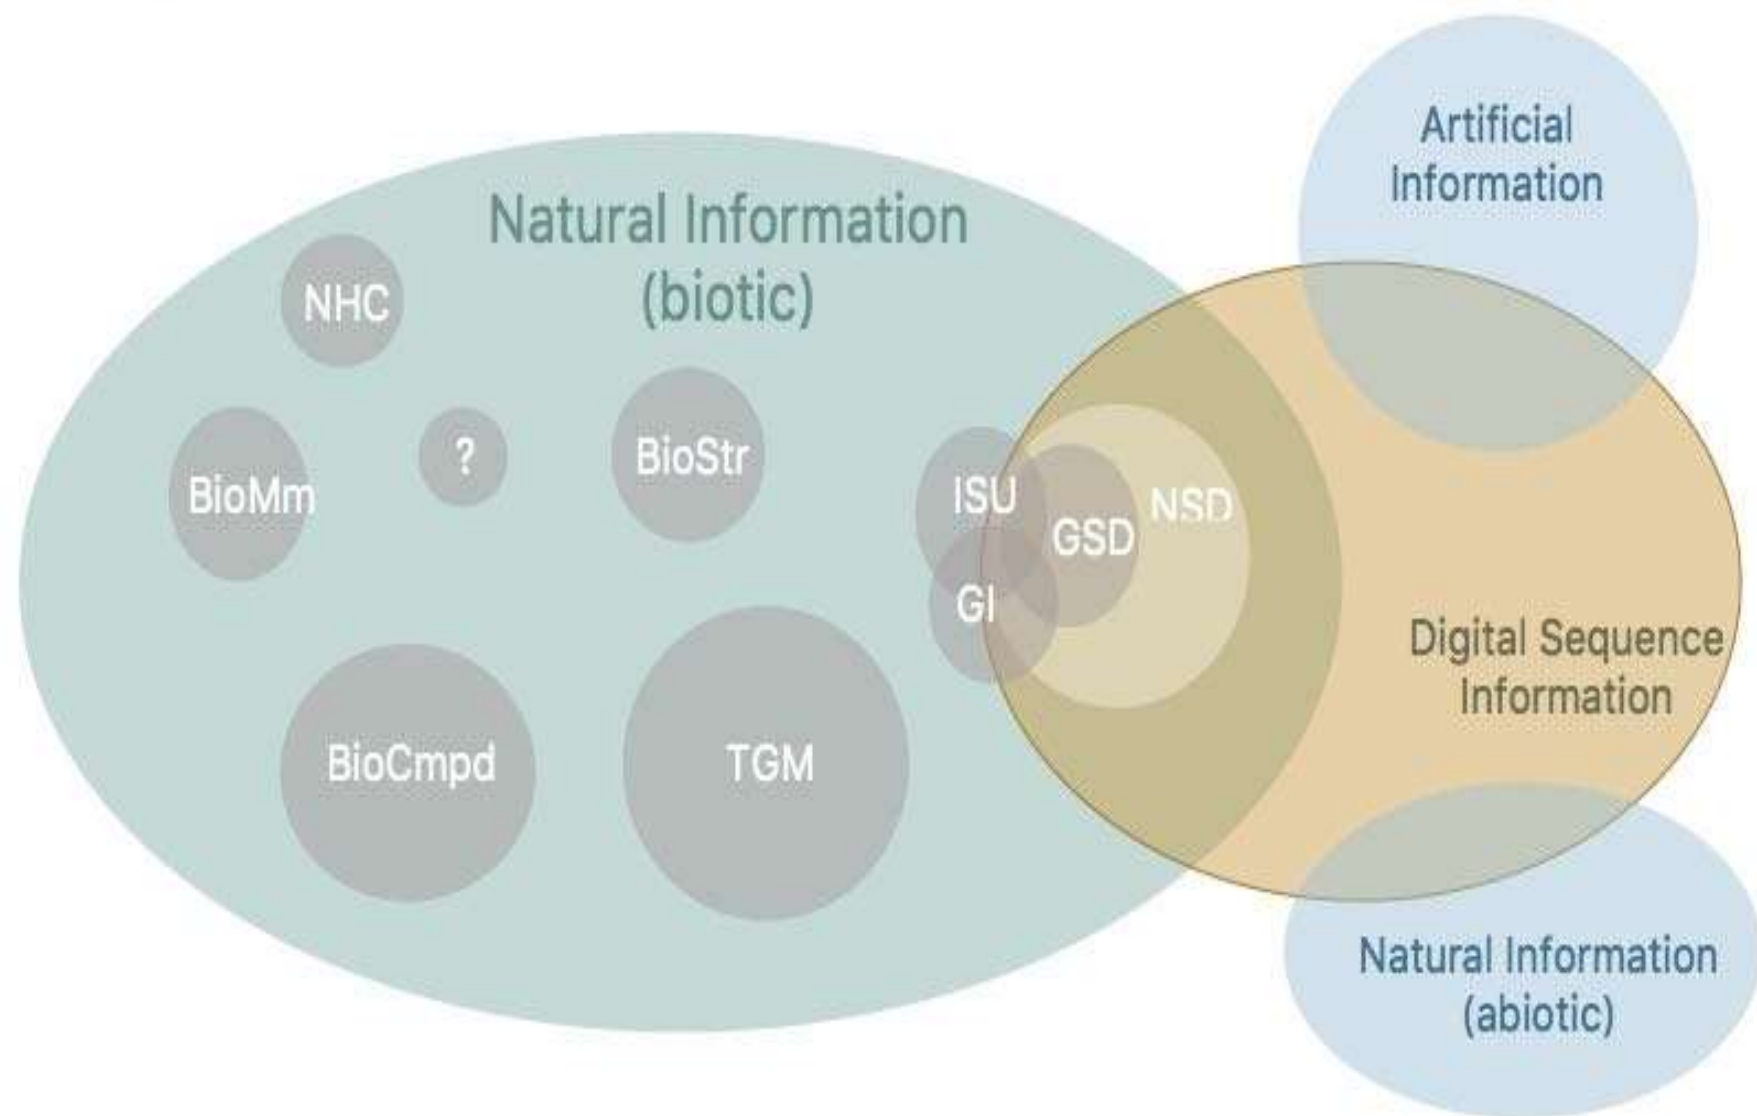 Artificial
Information
Natural Information
(biotic)
NHC
BioMm
?
BioStr
ISU
GSD
NSD
GI
BioCmpd
TGM
Digital Sequence
Information
Natural Information
(abiotic)